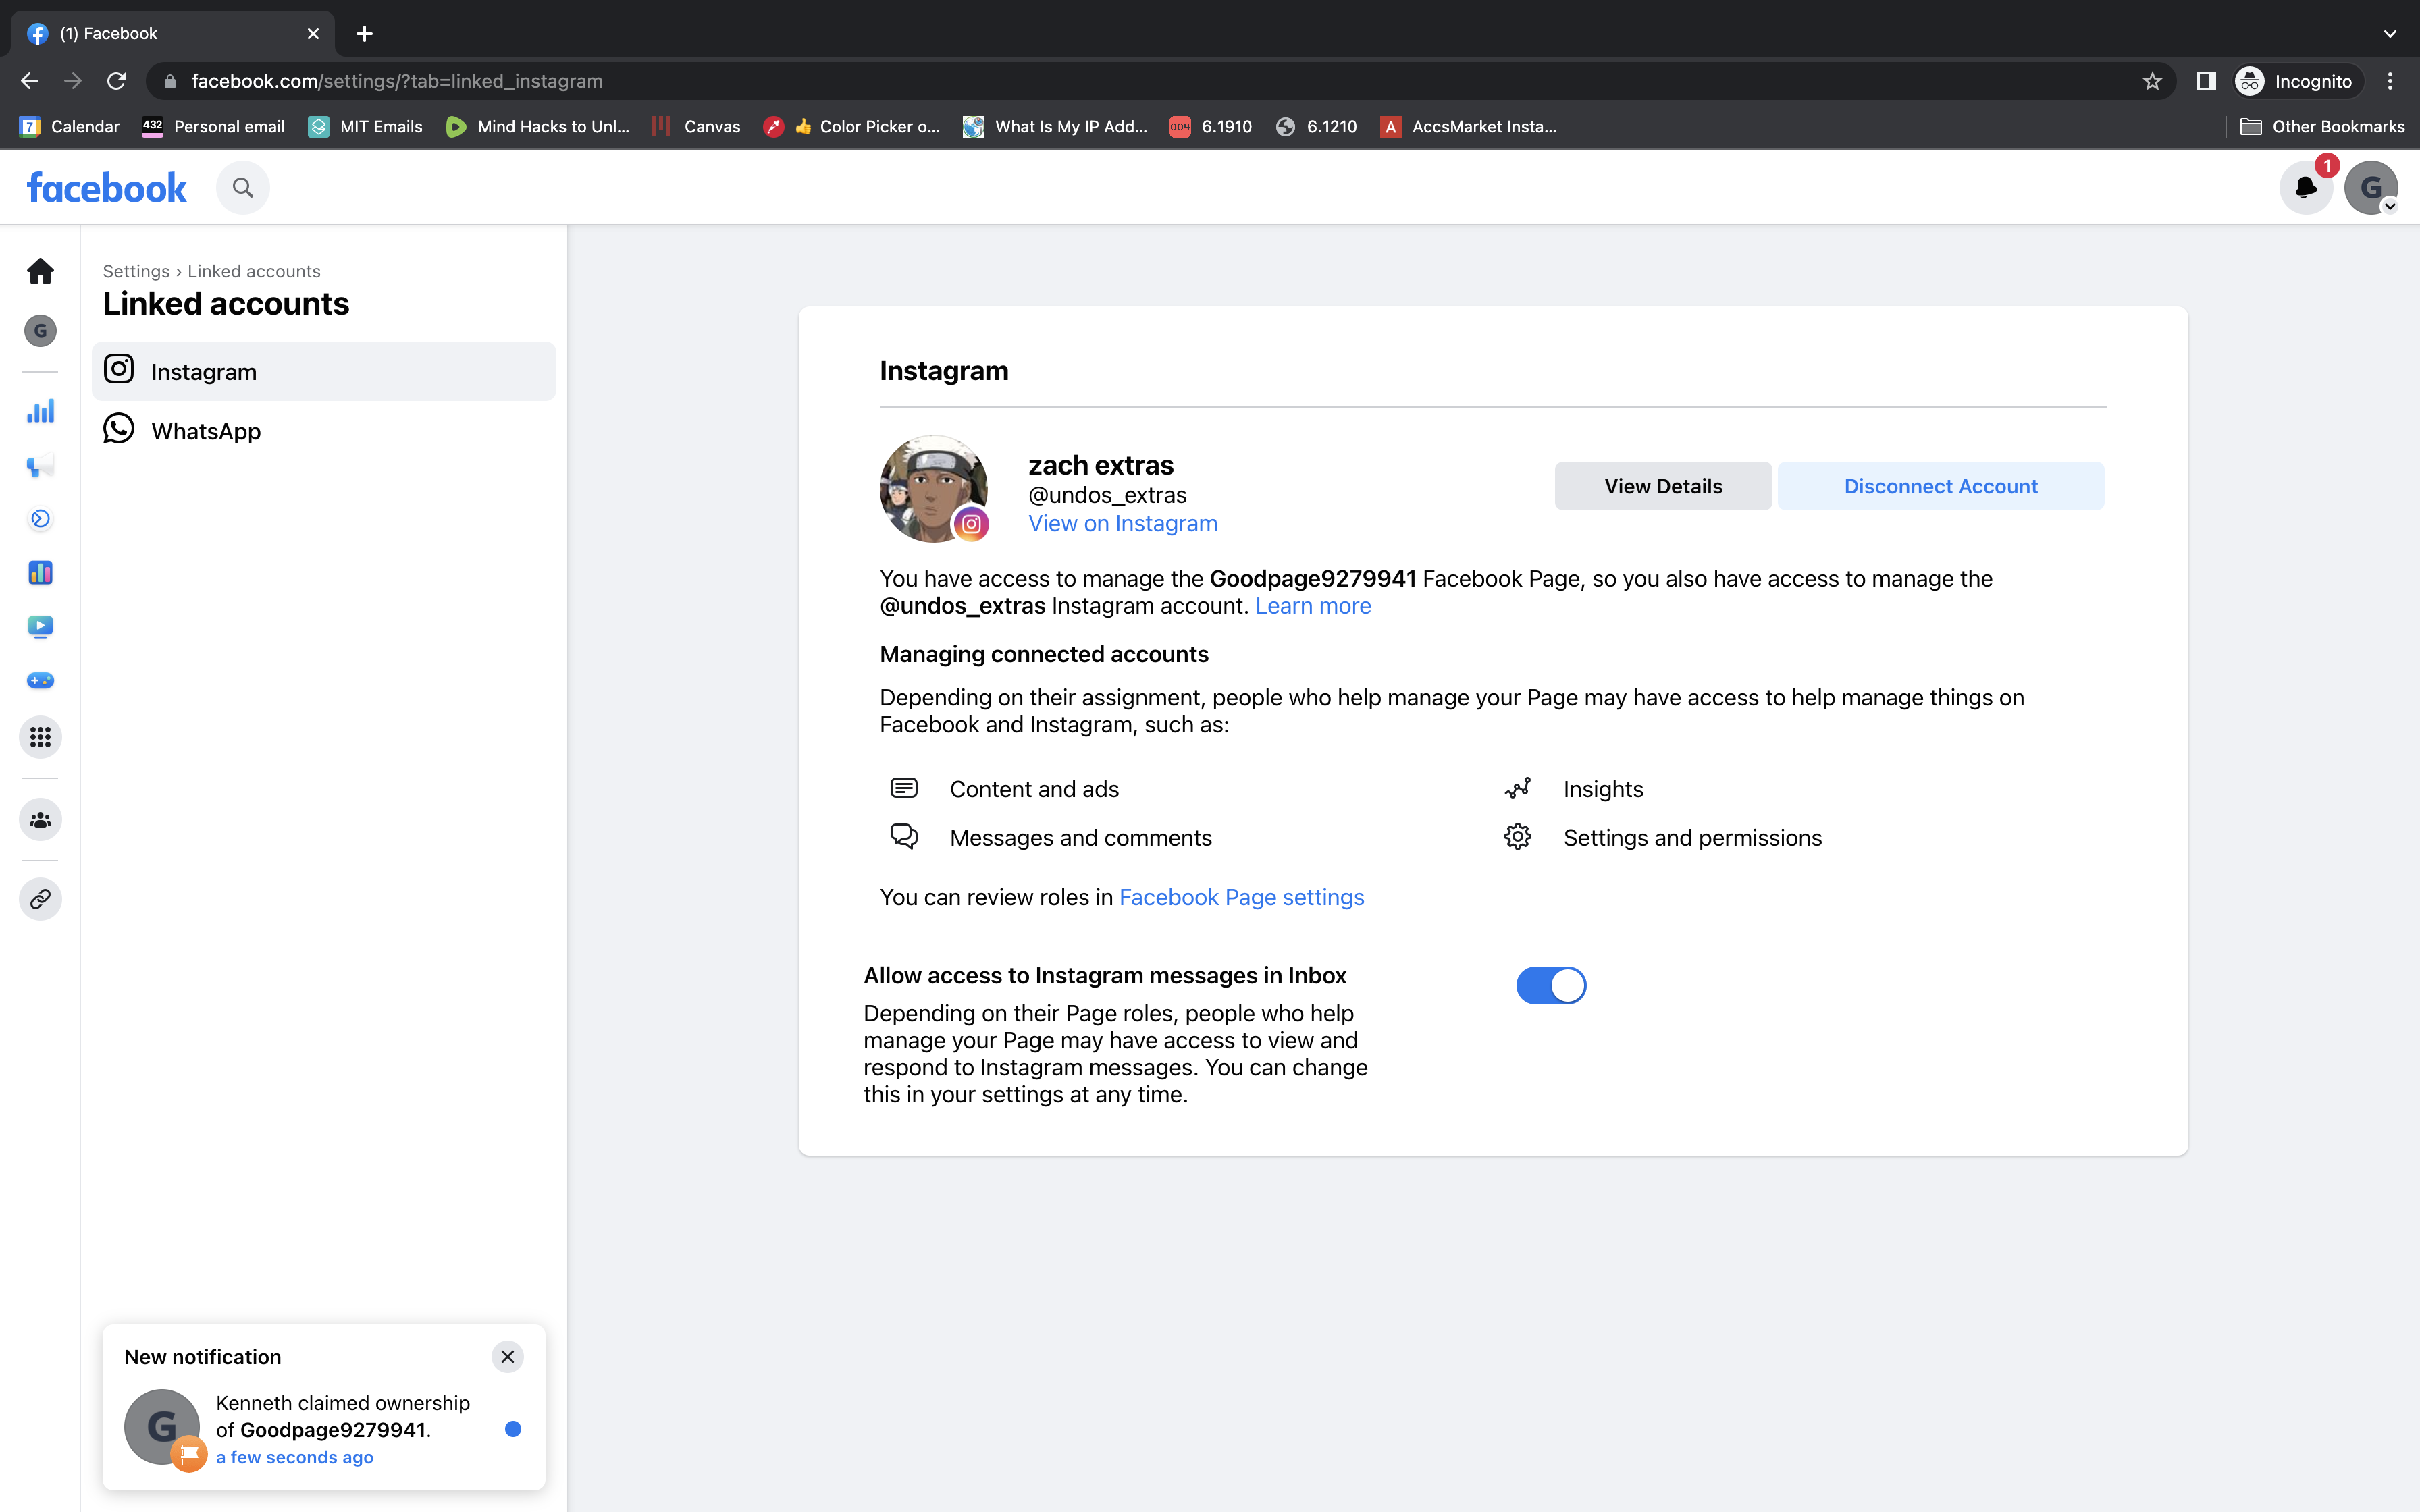 (1) Facebook
facebook.com/settings/?tab=linked_instagram
Incognito
7 Calendar
432 Personal email
MIT Emails
Mind Hacks to Unl...
Canvas
👍 Color Picker o...
What Is My IP Add...
004 6.1910
6.1210
A AccsMarket Insta...
Other Bookmarks
facebook
1
G
G
Settings › Linked accounts
Linked accounts
Instagram
WhatsApp
Instagram
zach extras
@undos_extras
View on Instagram
View Details
Disconnect Account
You have access to manage the Goodpage9279941 Facebook Page, so you also have access to manage the
@undos_extras Instagram account. Learn more
Managing connected accounts
Depending on their assignment, people who help manage your Page may have access to help manage things on
Facebook and Instagram, such as:
Content and ads
Insights
Messages and comments
Settings and permissions
You can review roles in Facebook Page settings
Allow access to Instagram messages in Inbox
Depending on their Page roles, people who help
manage your Page may have access to view and
respond to Instagram messages. You can change
this in your settings at any time.
New notification
G
Kenneth claimed ownership
of Goodpage9279941.
a few seconds ago